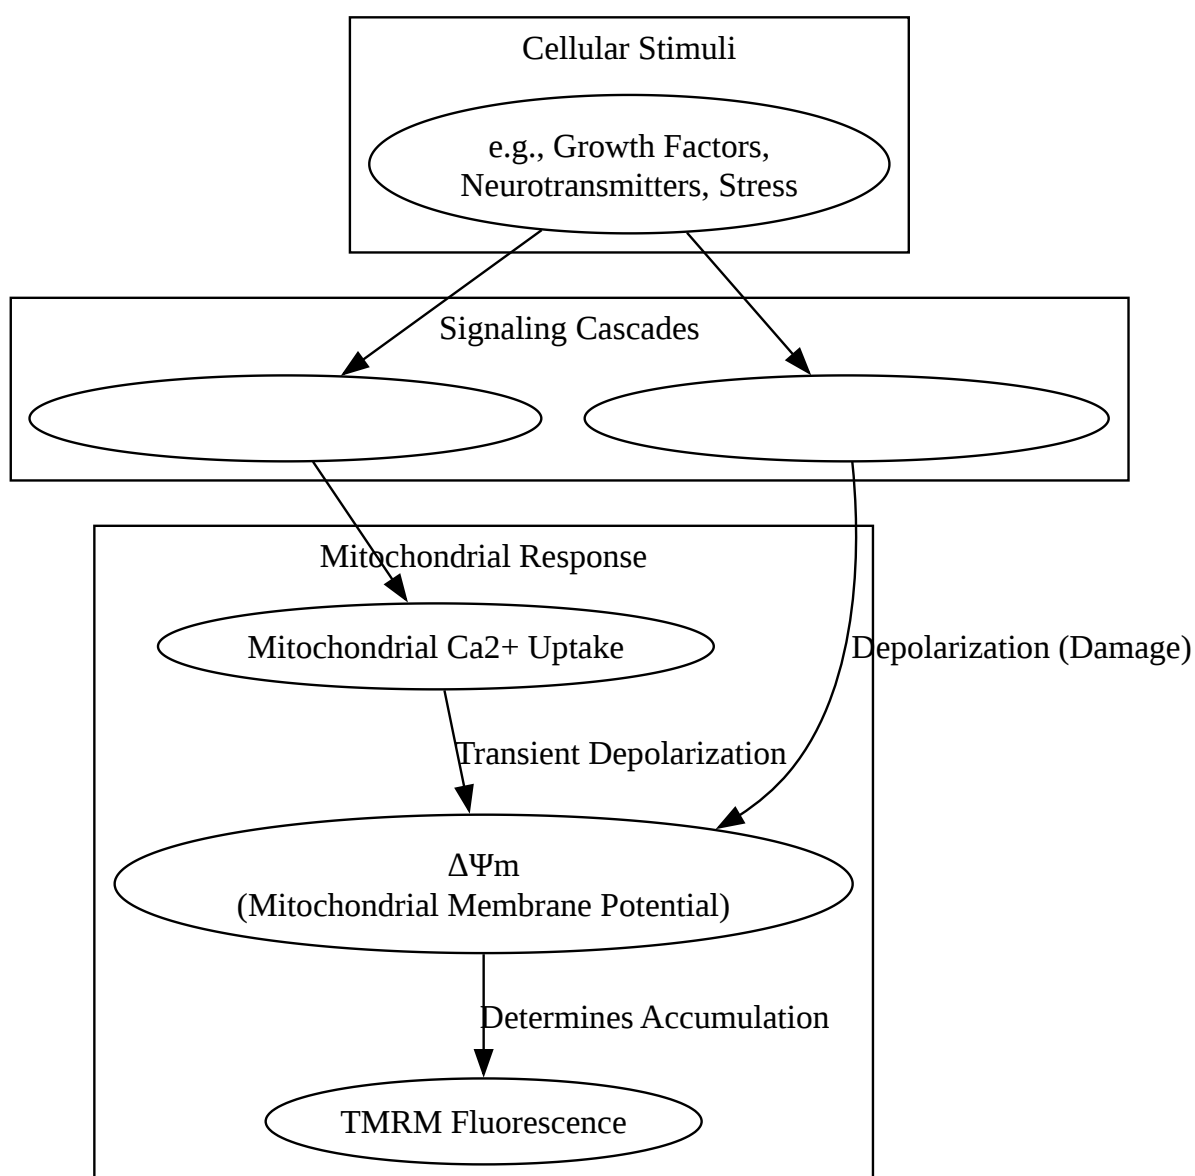 Cellular Stimuli
e.g., Growth Factors,
Neurotransmitters, Stress
Signaling Cascades
Mitochondrial Response
Mitochondrial Ca2+ Uptake
Depolarization (Damage)
Transient Depolarization
ΔΨm
(Mitochondrial Membrane Potential)
Determines Accumulation
TMRM Fluorescence